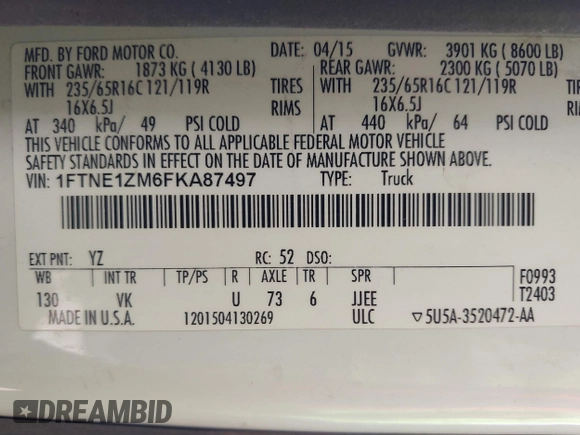 MFD. BY FORD MOTOR CO. DATE: 04/15 GVWR: 3901 KG (8600 LB)
FRONT GAWR: 1873 KG (4130 LB) REAR GAWR: 2300 KG (5070 LB)
WITH 235/65R16C 121/119R TIRES WITH 235/65R16C 121/119R TIRE
16X6.5J RIMS 16X6.5J RIMS
AT 340 kPa/ 49 PSI COLD AT 440 kPa/ 64 PSI COLD
THIS VEHICLE CONFORMS TO ALL APPLICABLE FEDERAL MOTOR VEHICLE
SAFETY STANDARDS IN EFFECT ON THE DATE OF MANUFACTURE SHOWN ABOVE.
VIN: 1FTNE1ZM6FKA87497 TYPE: Truck
EXT PNT: YZ RC: 52 DSO:
WB INT TR TP/PS R AXLE TR SPR F0993
130 VK U 73 6 JJEE T2403
MADE IN U.S.A. 1201504130269 ULC ▽5U5A-3520472-AA
DREAMBID